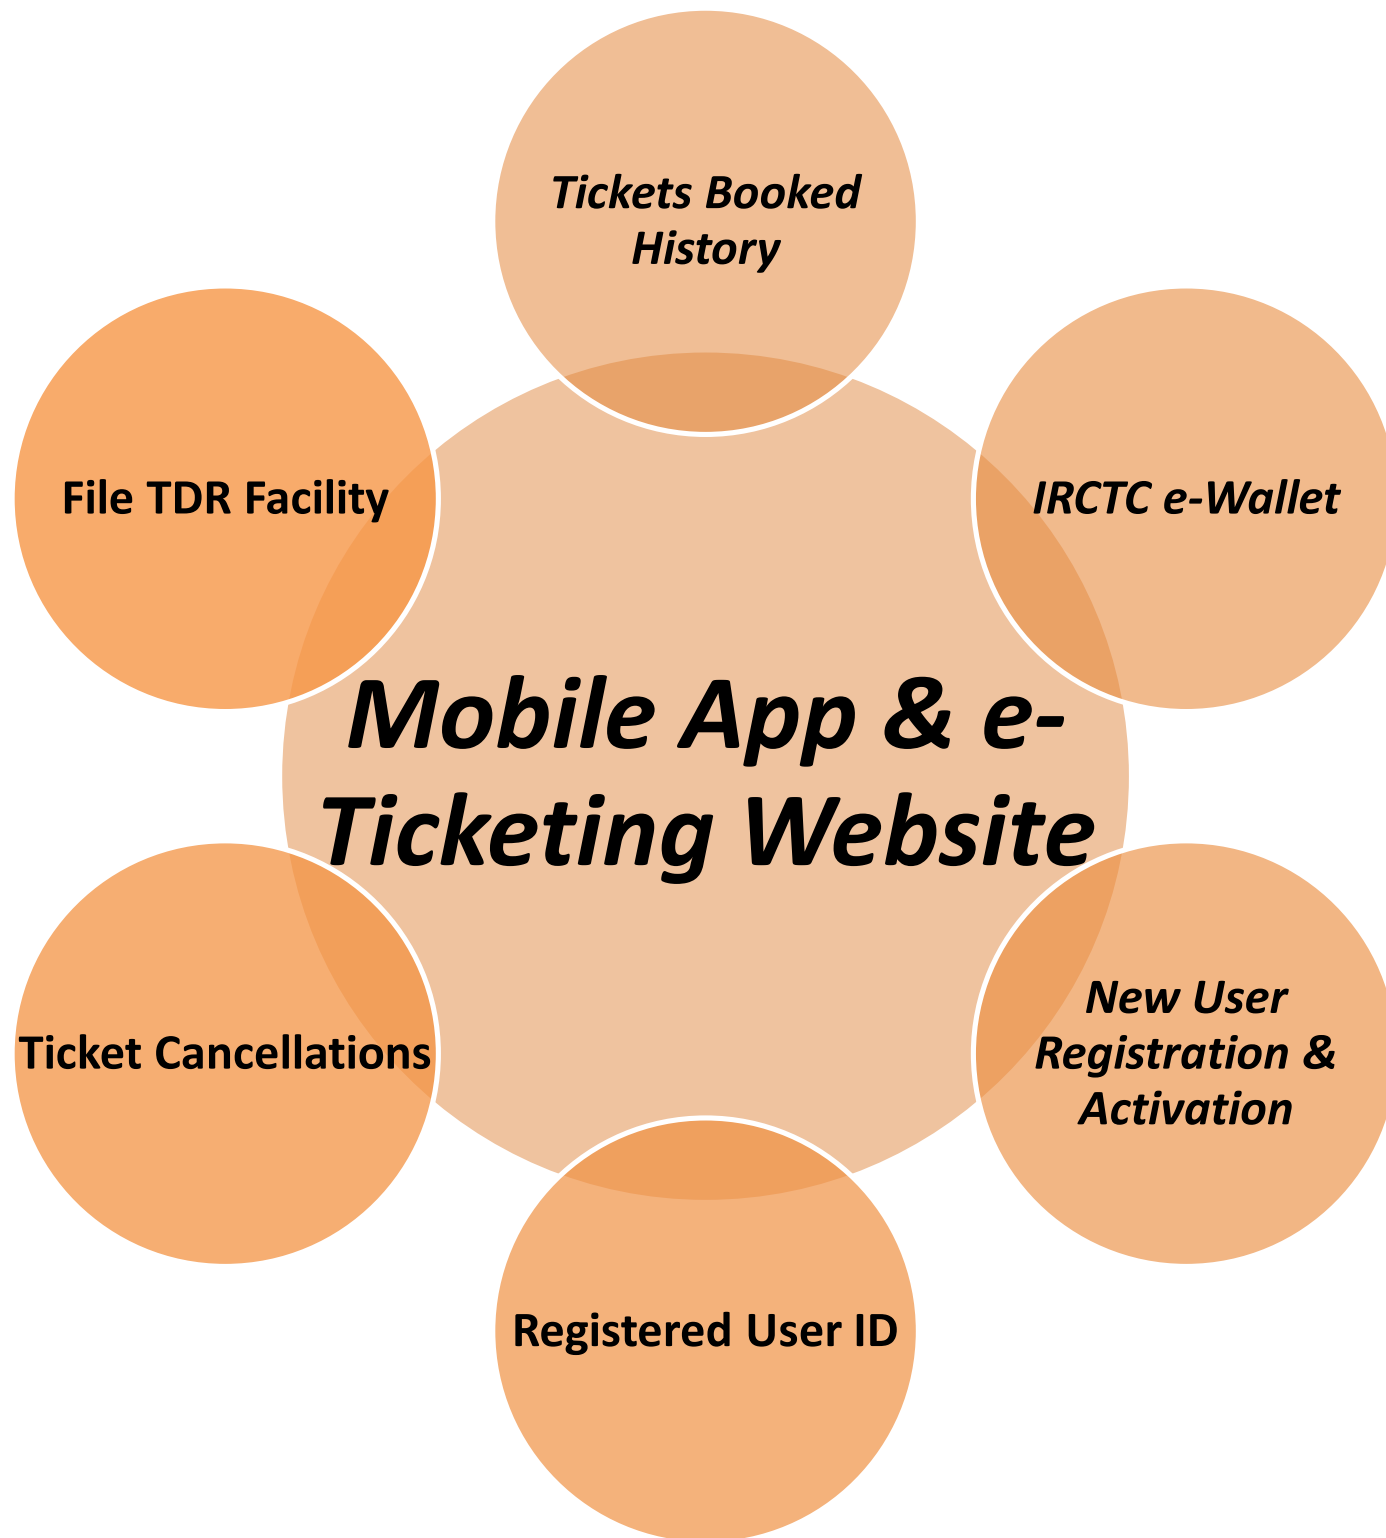 Tickets Booked
History
File TDR Facility
IRCTC e-Wallet
Mobile App & e-
Ticketing Website
Ticket Cancellations
New User
Registration &
Activation
Registered User ID